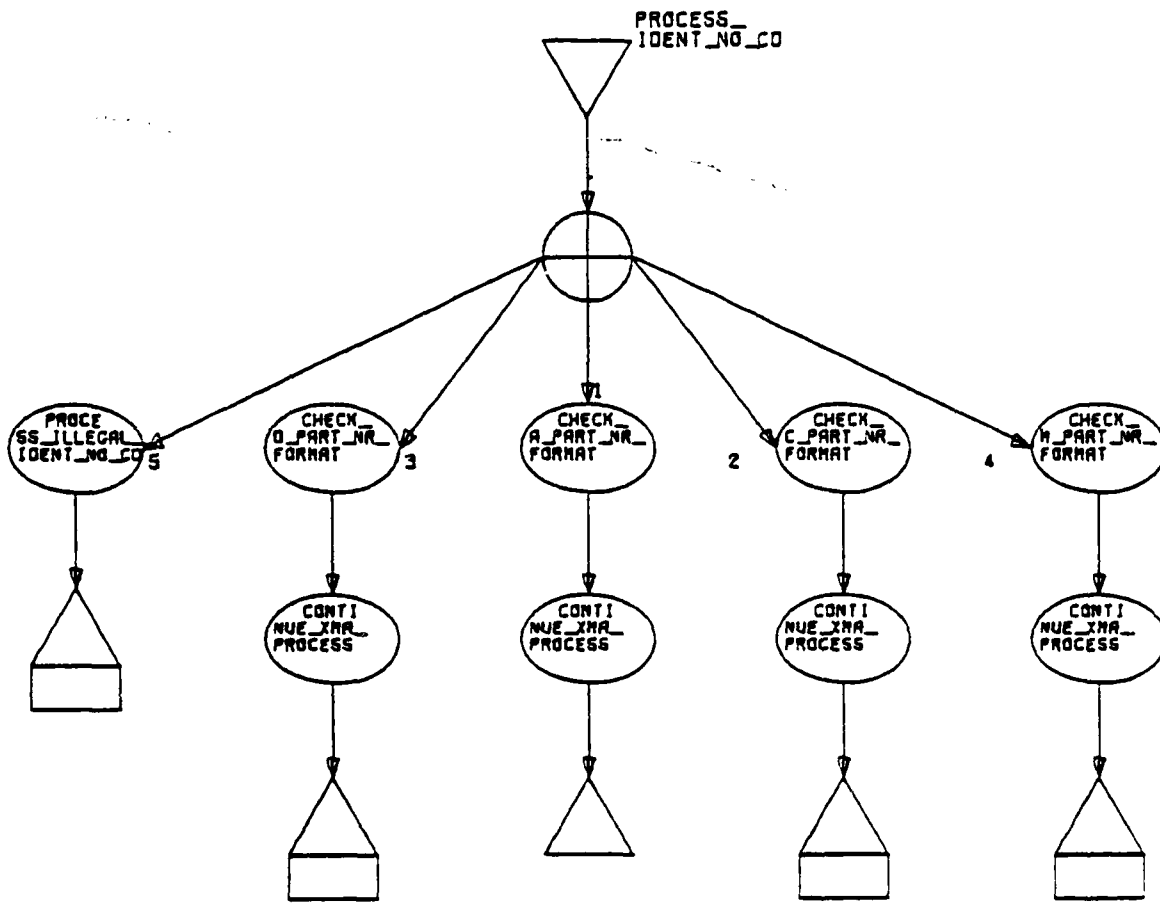 PROCESS_
IDENT_NO_CO
1
PROCE
SS_ILLEGAL_
IDENT_NO_CO
5
CHECK_
D_PART_NR_
FORMAT
3
CHECK_
A_PART_NR_
FORMAT
2
CHECK_
C_PART_NR_
FORMAT
4
CHECK_
W_PART_NR_
FORMAT
CONTI
NUE_XMA_
PROCESS
CONTI
NUE_XMA_
PROCESS
CONTI
NUE_XMA_
PROCESS
CONTI
NUE_XMA_
PROCESS